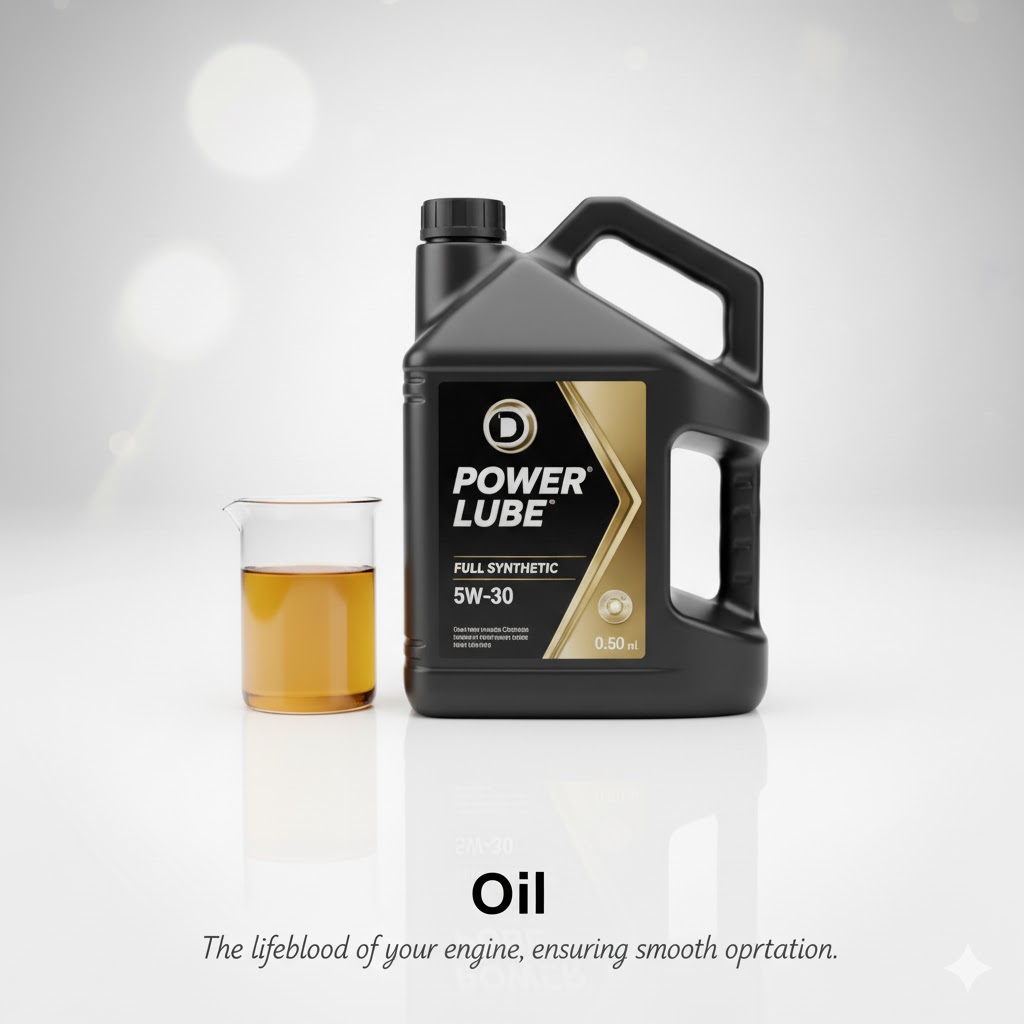 D
POWER®
LUBE®
FULL SYNTHETIC
5W-30
0.50 nl
Oil
The lifeblood of your engine, ensuring smooth oprtation.